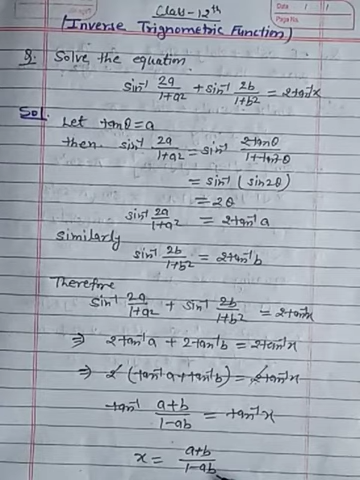 Class-12th
Date / /
Page No.
(Inverse Trignometric Function)
Q. Solve the equation
sin⁻¹ 2a/1+a² + sin⁻¹ 2b/1+b² = 2tan⁻¹x
Sol. Let tanθ=a
then sin⁻¹ 2a/1+a² = sin⁻¹ 2tanθ/1+tan²θ
= sin⁻¹ (sin2θ)
= 2θ
sin⁻¹ 2a/1+a² = 2tan⁻¹a
similarly
sin⁻¹ 2b/1+b² = 2tan⁻¹b
Therefore
sin⁻¹ 2a/1+a² + sin⁻¹ 2b/1+b² = 2tan⁻¹x
⇒ 2tan⁻¹a + 2tan⁻¹b = 2tan⁻¹x
⇒ 2 (tan⁻¹a + tan⁻¹b) = 2tan⁻¹x
tan⁻¹ a+b/1-ab = tan⁻¹x
x = a+b/1-ab